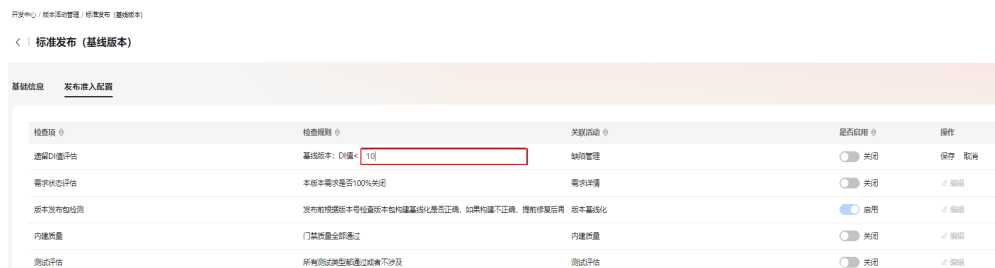 开发中心 / 版本活动管理 / 标准发布（基线版本）
标准发布（基线版本）
基础信息 发布准入配置
检查项 检查规则 关联活动 是否启用 操作
遗留DI值评估 基线版本：DI值< 10 缺陷管理 关闭 保存 取消
需求状态评估 本版本需求是否100%关闭 需求详情 关闭 编辑
版本发布包检测 发布前根据版本号检查版本包构建基线化是否正确，如果构建不正确，提前修复后再 版本基线化 启用 编辑
内建质量 门禁质量全部通过 内建质量 关闭 编辑
测试评估 所有测试类型都通过或者不涉及 测试评估 关闭 编辑